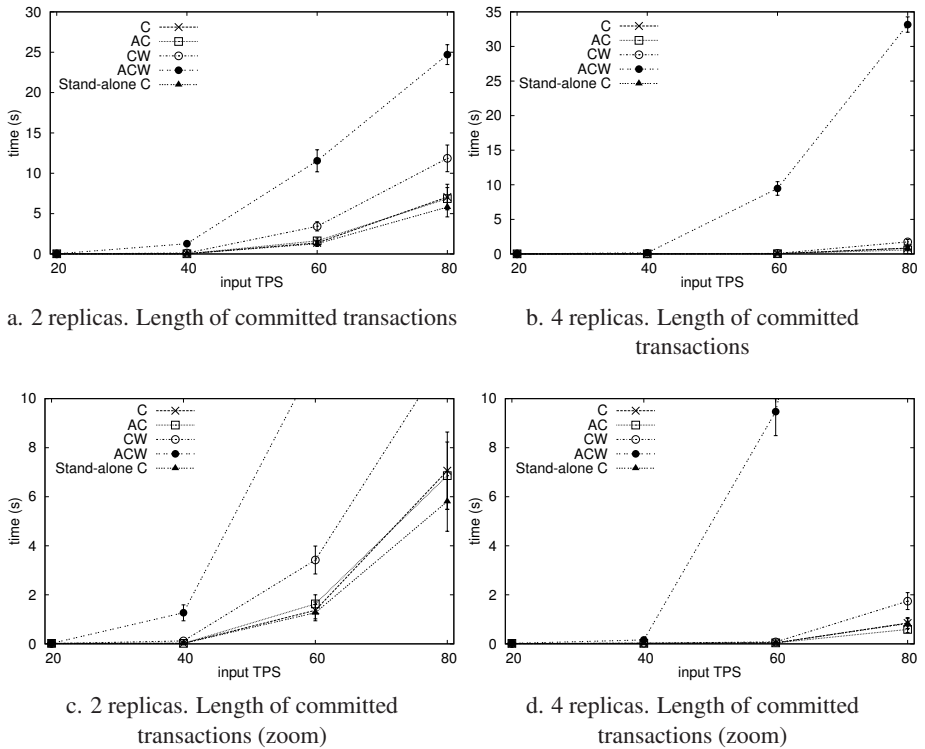 30
25
20
15
10
5
0
20
40
60
80
time (s)
input TPS
C
AC
CW
ACW
Stand-alone C
a. 2 replicas. Length of committed transactions
35
30
25
20
15
10
5
0
20
40
60
80
time (s)
input TPS
C
AC
CW
ACW
Stand-alone C
b. 4 replicas. Length of committed
transactions
10
8
6
4
2
0
20
40
60
80
time (s)
input TPS
C
AC
CW
ACW
Stand-alone C
c. 2 replicas. Length of committed
transactions (zoom)
10
8
6
4
2
0
20
40
60
80
time (s)
input TPS
C
AC
CW
ACW
Stand-alone C
d. 4 replicas. Length of committed
transactions (zoom)